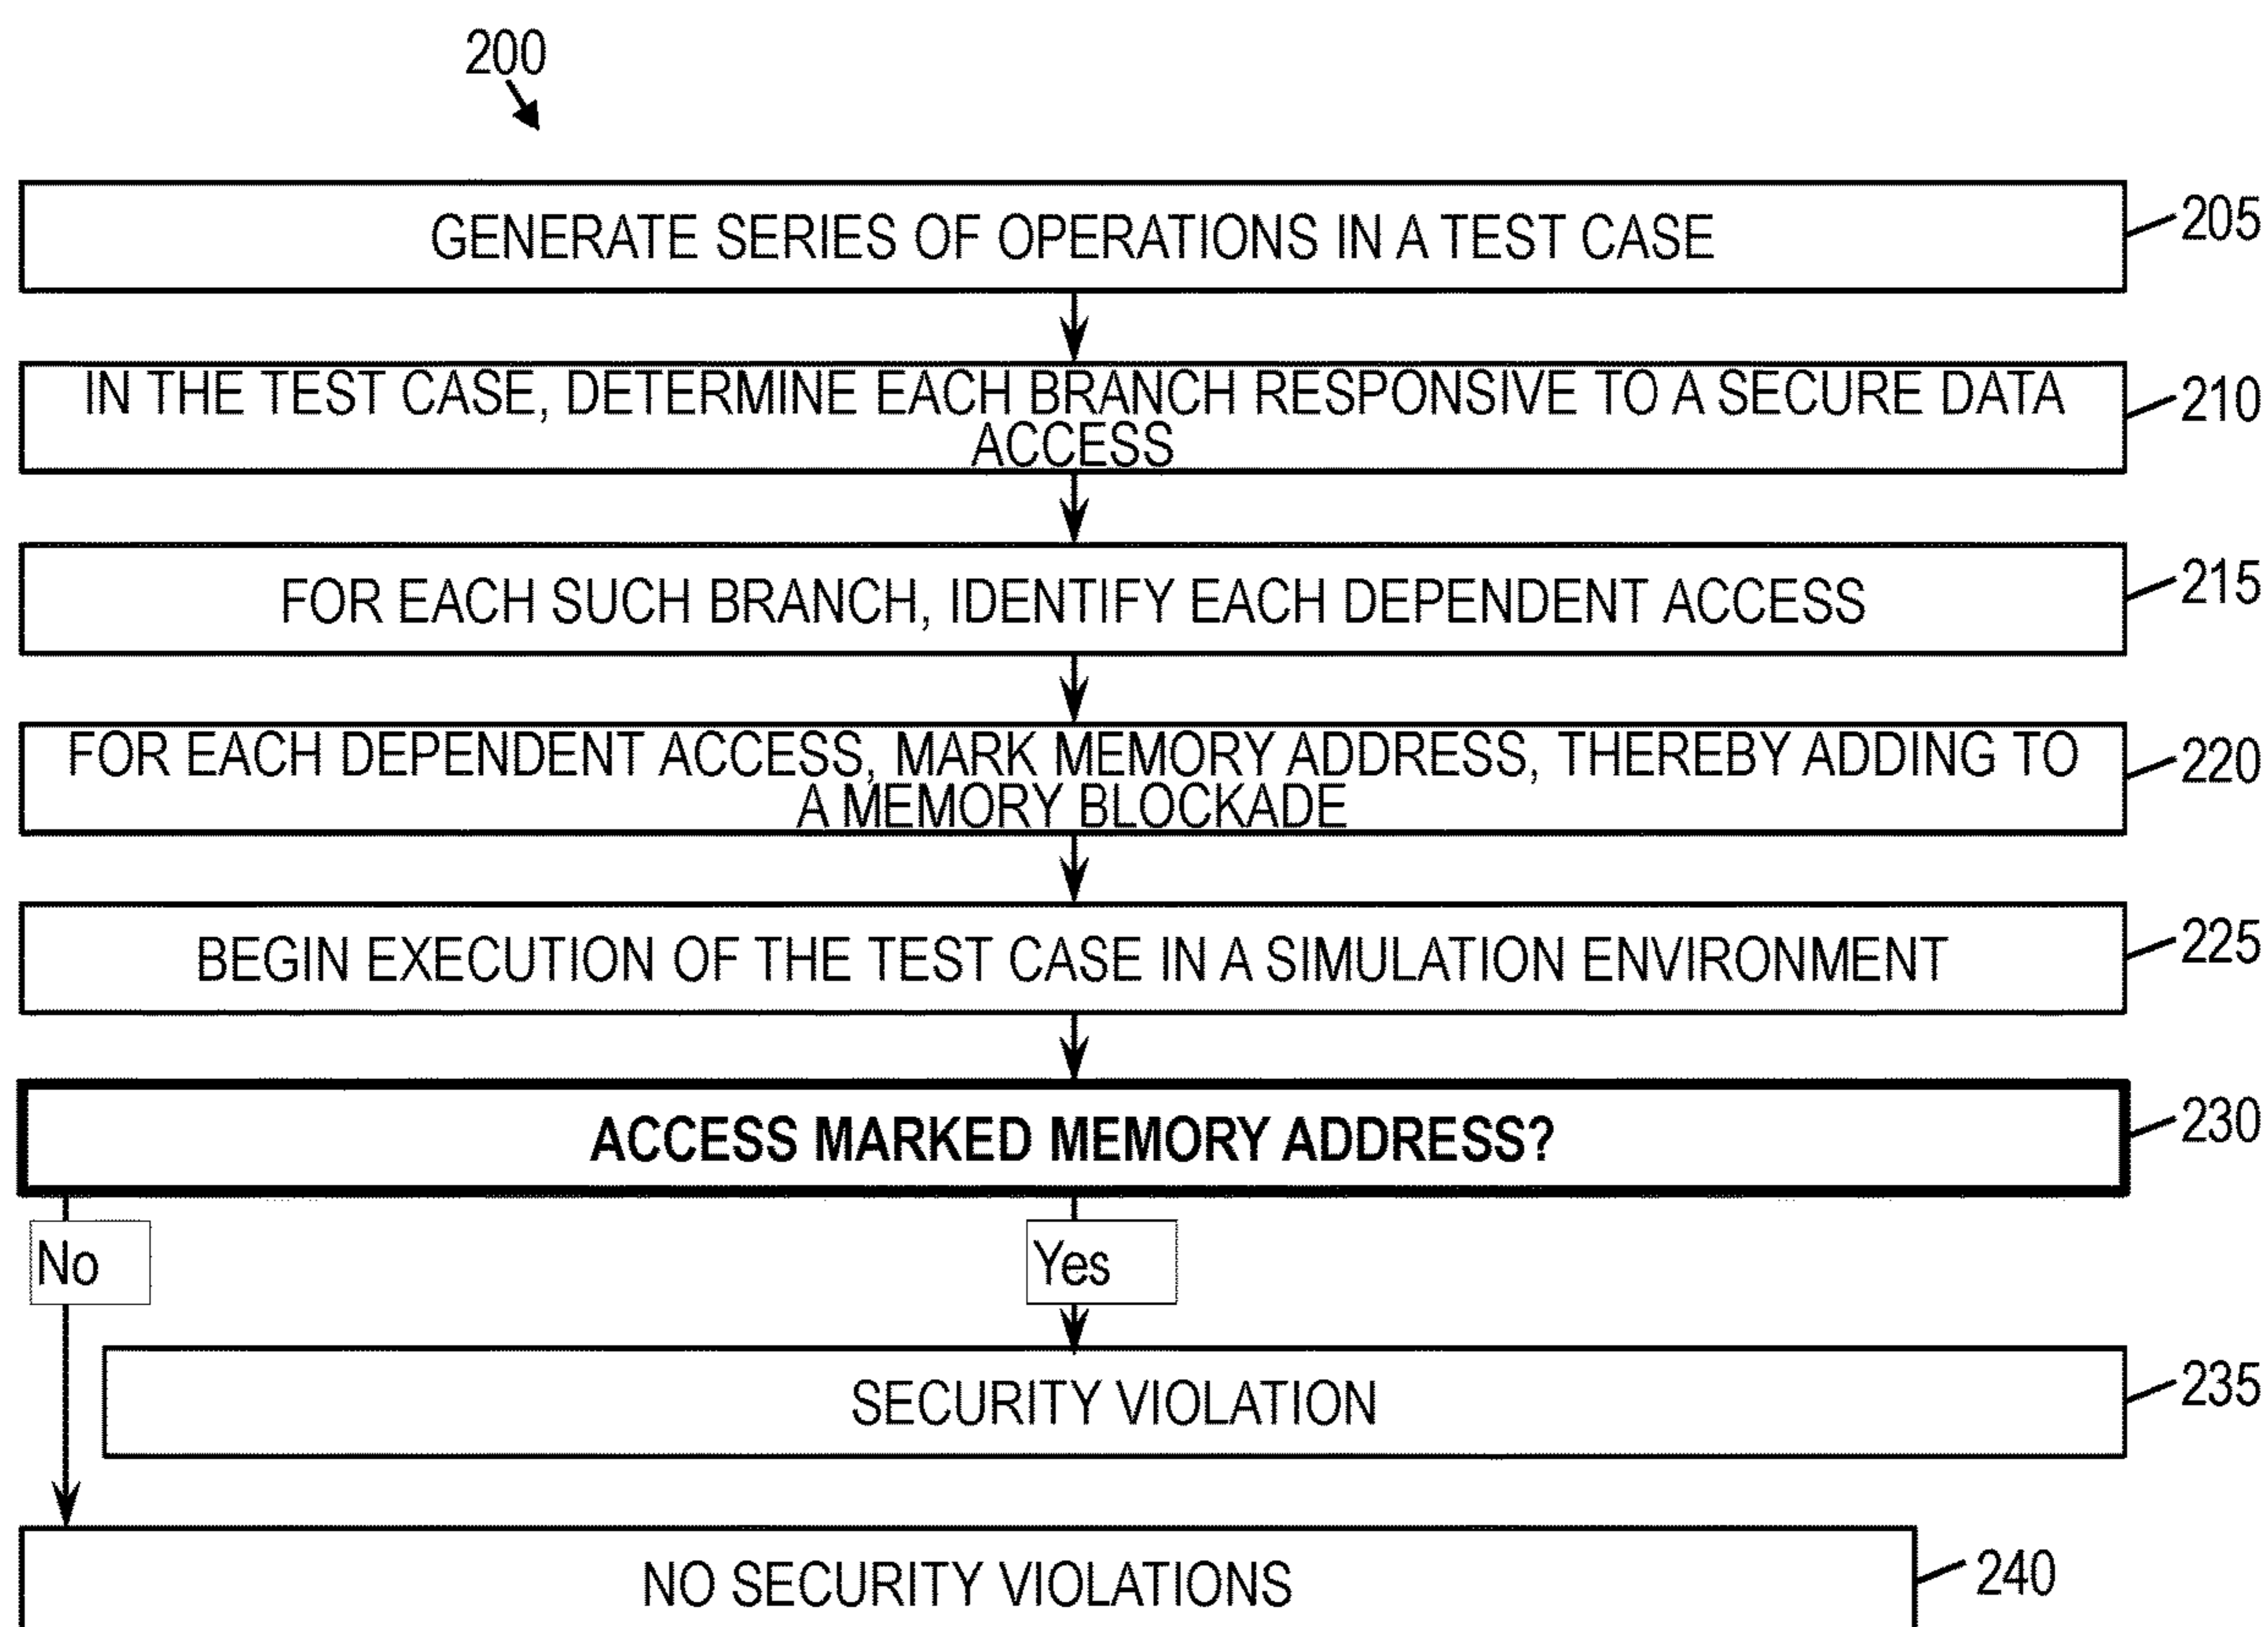 200
GENERATE SERIES OF OPERATIONS IN A TEST CASE
205
IN THE TEST CASE, DETERMINE EACH BRANCH RESPONSIVE TO A SECURE DATA
ACCESS
210
FOR EACH SUCH BRANCH, IDENTIFY EACH DEPENDENT ACCESS
215
FOR EACH DEPENDENT ACCESS, MARK MEMORY ADDRESS, THEREBY ADDING TO
A MEMORY BLOCKADE
220
BEGIN EXECUTION OF THE TEST CASE IN A SIMULATION ENVIRONMENT
225
ACCESS MARKED MEMORY ADDRESS?
230
No
Yes
SECURITY VIOLATION
235
NO SECURITY VIOLATIONS
240